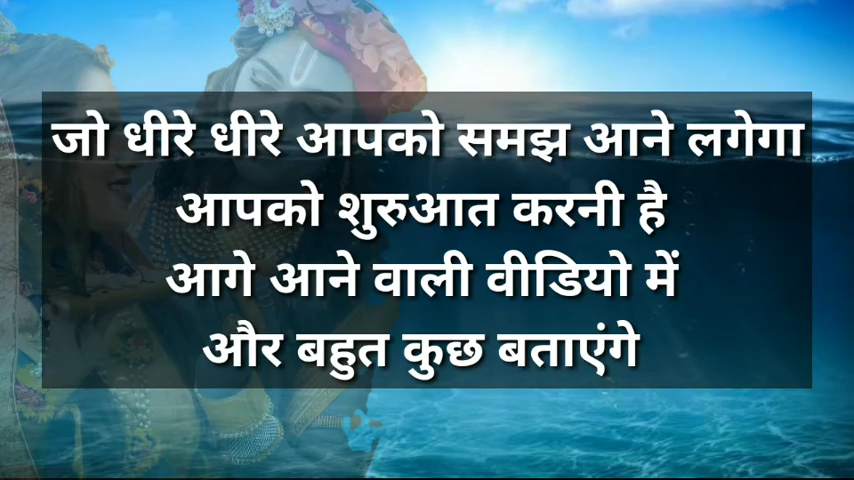 जो धीरे धीरे आपको समझ आने लगेगा
आपको शुरुआत करनी है
आगे आने वाली वीडियो में
और बहुत कुछ बताएंगे